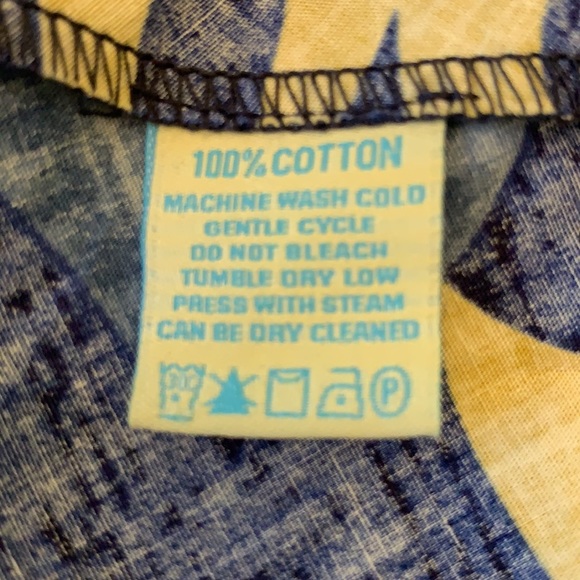 100% COTTON
MACHINE WASH COLD
GENTLE CYCLE
DO NOT BLEACH
TUMBLE DRY LOW
PRESS WITH STEAM
CAN BE DRY CLEANED
P